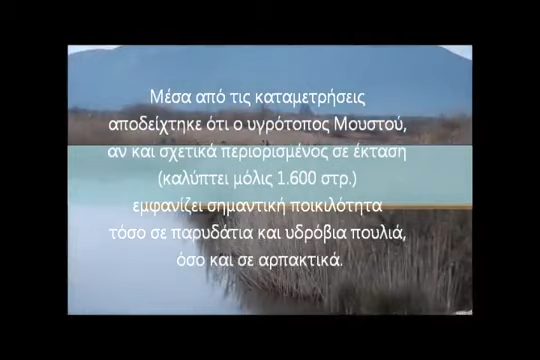 Μέσα από τις καταμετρήσεις
αποδείχτηκε ότι ο υγρότοπος Μουστού,
αν και σχετικά περιορισμένος σε έκταση
(καλύπτει μόλις 1.600 στρ.)
εμφανίζει σημαντική ποικιλότητα
τόσο σε παρυδάτια και υδρόβια πουλιά,
όσο και σε αρπακτικά.